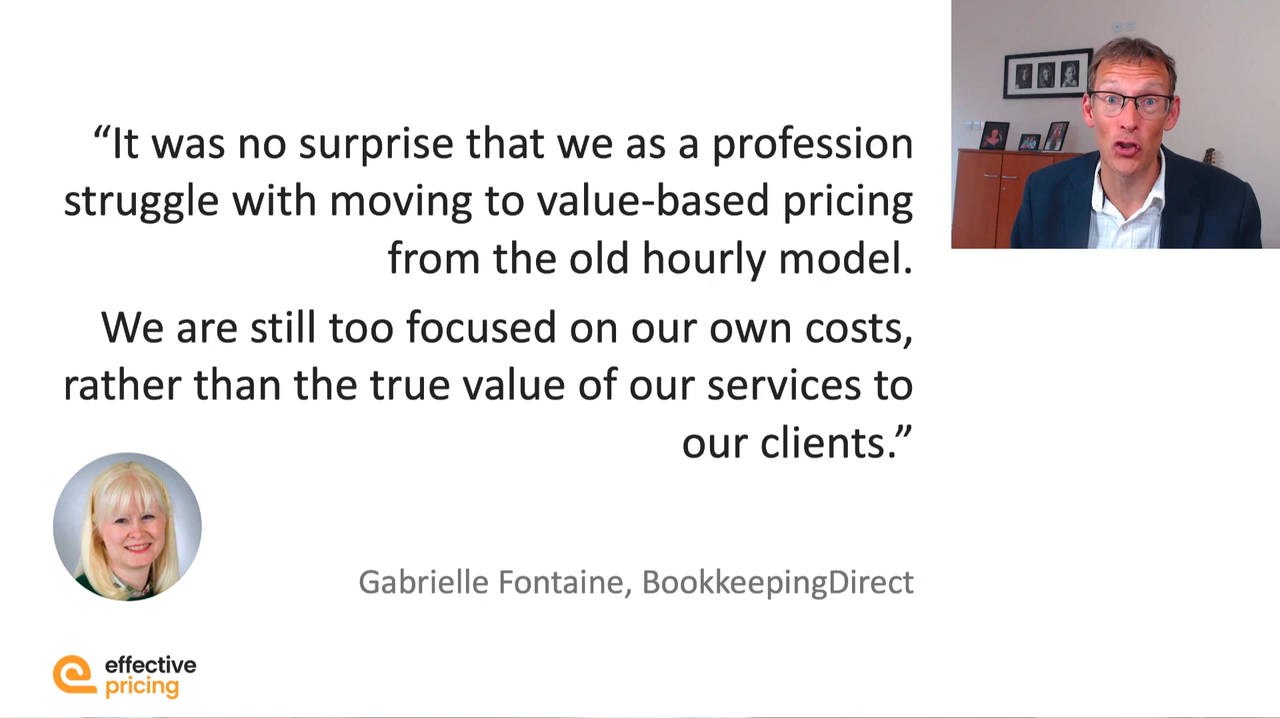 “It was no surprise that we as a profession
struggle with moving to value-based pricing
from the old hourly model.
We are still too focused on our own costs,
rather than the true value of our services to
our clients.”
Gabrielle Fontaine, BookkeepingDirect
effective
pricing